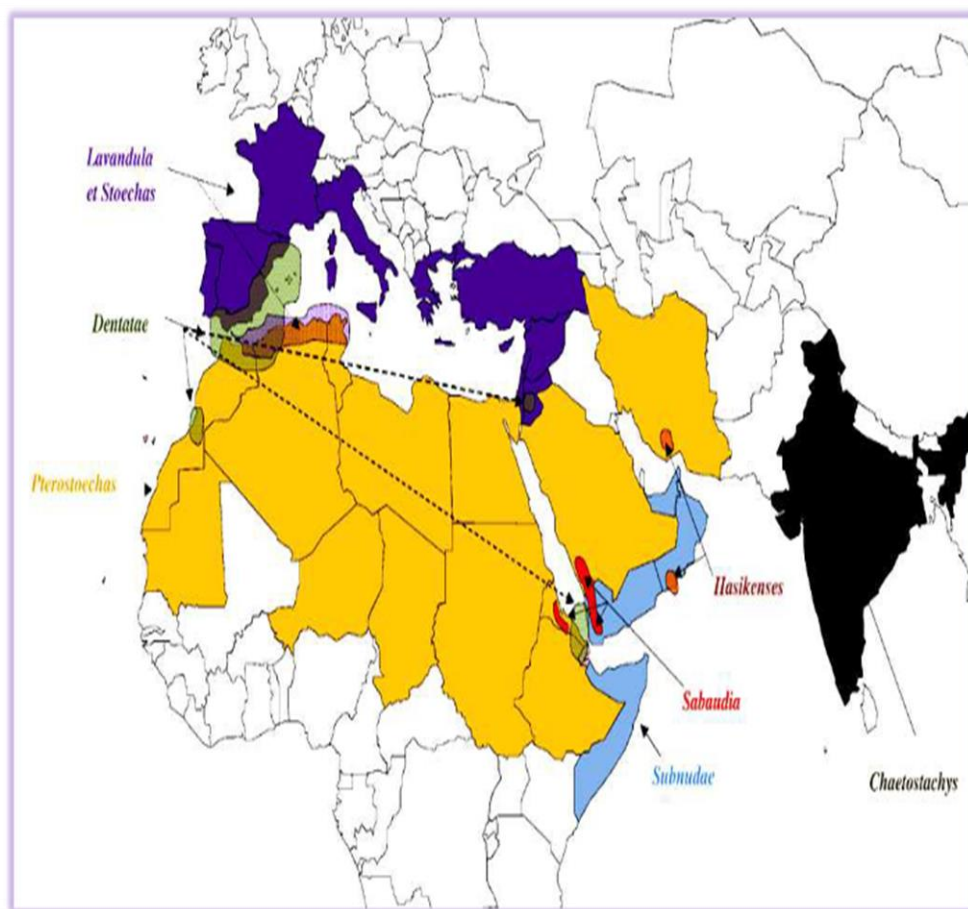 Lavandula
et Stoechas
Dentatae
Pterostoechas
Hasikenses
Sabaudia
Subnudae
Chaetostachys